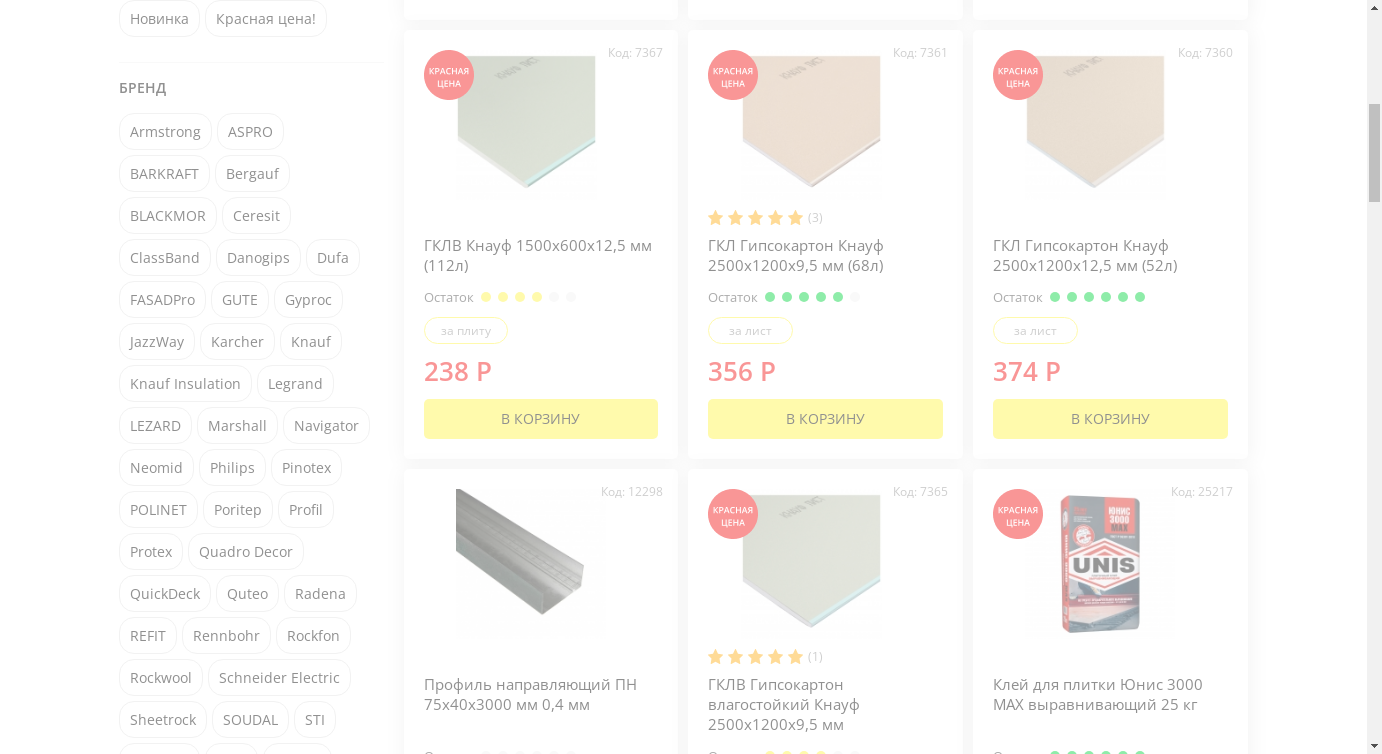 Новинка
Красная цена!
БРЕНД
Armstrong
ASPRO
BARKRAFT
Bergauf
BLACKMOR
Ceresit
ClassBand
Danogips
Dufa
FASADPro
GUTE
Gyproc
JazzWay
Karcher
Knauf
Knauf Insulation
Legrand
LEZARD
Marshall
Navigator
Neomid
Philips
Pinotex
POLINET
Poritep
Profil
Protex
Quadro Decor
QuickDeck
Quteo
Radena
REFIT
Rennbohr
Rockfon
Rockwool
Schneider Electric
Sheetrock
SOUDAL
STI
Код: 7367
КРАСНАЯ
ЦЕНА
ГКЛВ Кнауф 1500х600х12,5 мм
(112л)
Остаток
за плиту
238 Р
В КОРЗИНУ
Код: 7361
КРАСНАЯ
ЦЕНА
(3)
ГКЛ Гипсокартон Кнауф
2500х1200х9,5 мм (68л)
Остаток
за лист
356 Р
В КОРЗИНУ
Код: 7360
КРАСНАЯ
ЦЕНА
ГКЛ Гипсокартон Кнауф
2500х1200х12,5 мм (52л)
Остаток
за лист
374 Р
В КОРЗИНУ
Код: 12298
Профиль направляющий ПН
75х40х3000 мм 0,4 мм
Код: 7365
КРАСНАЯ
ЦЕНА
(1)
ГКЛВ Гипсокартон
влагостойкий Кнауф
2500х1200х9,5 мм
Код: 25217
КРАСНАЯ
ЦЕНА
ЮНИС
3000
MAX
UNIS
Клей для плитки Юнис 3000
МАХ выравнивающий 25 кг